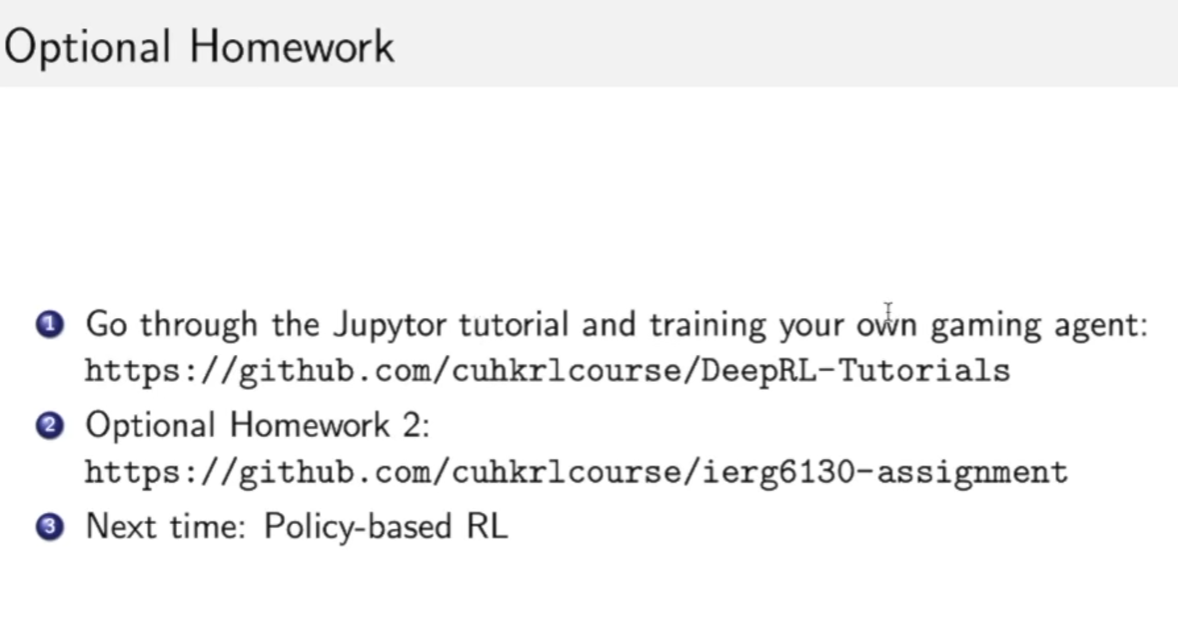 Optional Homework
1 Go through the Jupytor tutorial and training your own gaming agent:
https://github.com/cuhkrlcourse/DeepRL-Tutorials
2 Optional Homework 2:
https://github.com/cuhkrlcourse/ierg6130-assignment
3 Next time: Policy-based RL